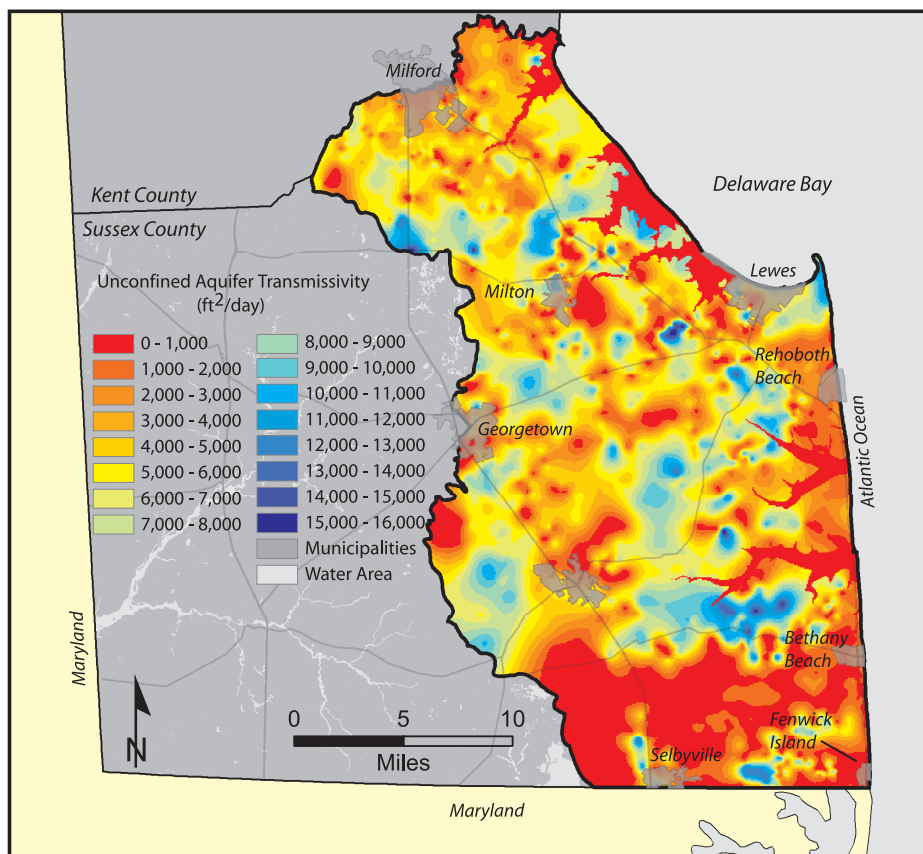 Milford
Kent County
Sussex County
Delaware Bay
Unconfined Aquifer Transmissivity
(ft2/day)
0 - 1,000
1,000 - 2,000
2,000 - 3,000
3,000 - 4,000
4,000 - 5,000
5,000 - 6,000
6,000 - 7,000
7,000 - 8,000
8,000 - 9,000
9,000 - 10,000
10,000 - 11,000
11,000 - 12,000
12,000 - 13,000
13,000 - 14,000
14,000 - 15,000
15,000 - 16,000
Municipalities
Water Area
Milton
Lewes
Rehoboth
Beach
Georgetown
Atlantic Ocean
Maryland
N
0 5 10
Miles
Bethany
Beach
Fenwick
Island
Selbyville
Maryland